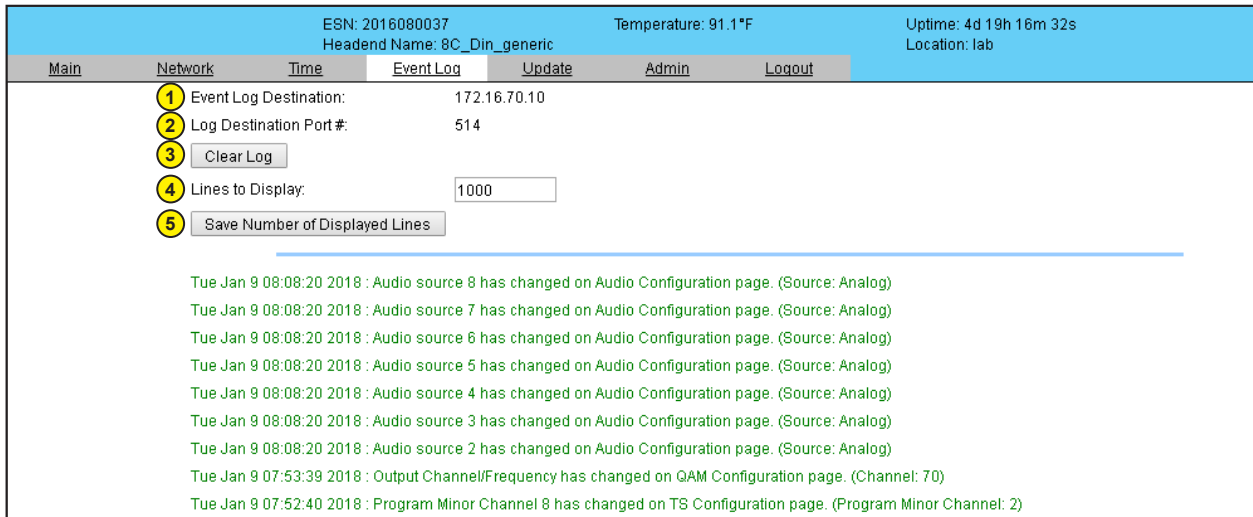 ESN: 2016080037 Temperature: 91.1°F Uptime: 4d 19h 16m 32s
Headend Name: 8C_Din_generic Location: lab
Main Network Time Event Log Update Admin Logout
1 Event Log Destination: 172.16.70.10
2 Log Destination Port #: 514
3 Clear Log
4 Lines to Display: 1000
5 Save Number of Displayed Lines
Tue Jan 9 08:08:20 2018 : Audio source 8 has changed on Audio Configuration page. (Source: Analog)
Tue Jan 9 08:08:20 2018 : Audio source 7 has changed on Audio Configuration page. (Source: Analog)
Tue Jan 9 08:08:20 2018 : Audio source 6 has changed on Audio Configuration page. (Source: Analog)
Tue Jan 9 08:08:20 2018 : Audio source 5 has changed on Audio Configuration page. (Source: Analog)
Tue Jan 9 08:08:20 2018 : Audio source 4 has changed on Audio Configuration page. (Source: Analog)
Tue Jan 9 08:08:20 2018 : Audio source 3 has changed on Audio Configuration page. (Source: Analog)
Tue Jan 9 08:08:20 2018 : Audio source 2 has changed on Audio Configuration page. (Source: Analog)
Tue Jan 9 07:53:39 2018 : Output Channel/Frequency has changed on QAM Configuration page. (Channel: 70)
Tue Jan 9 07:52:40 2018 : Program Minor Channel 8 has changed on TS Configuration page. (Program Minor Channel: 2)